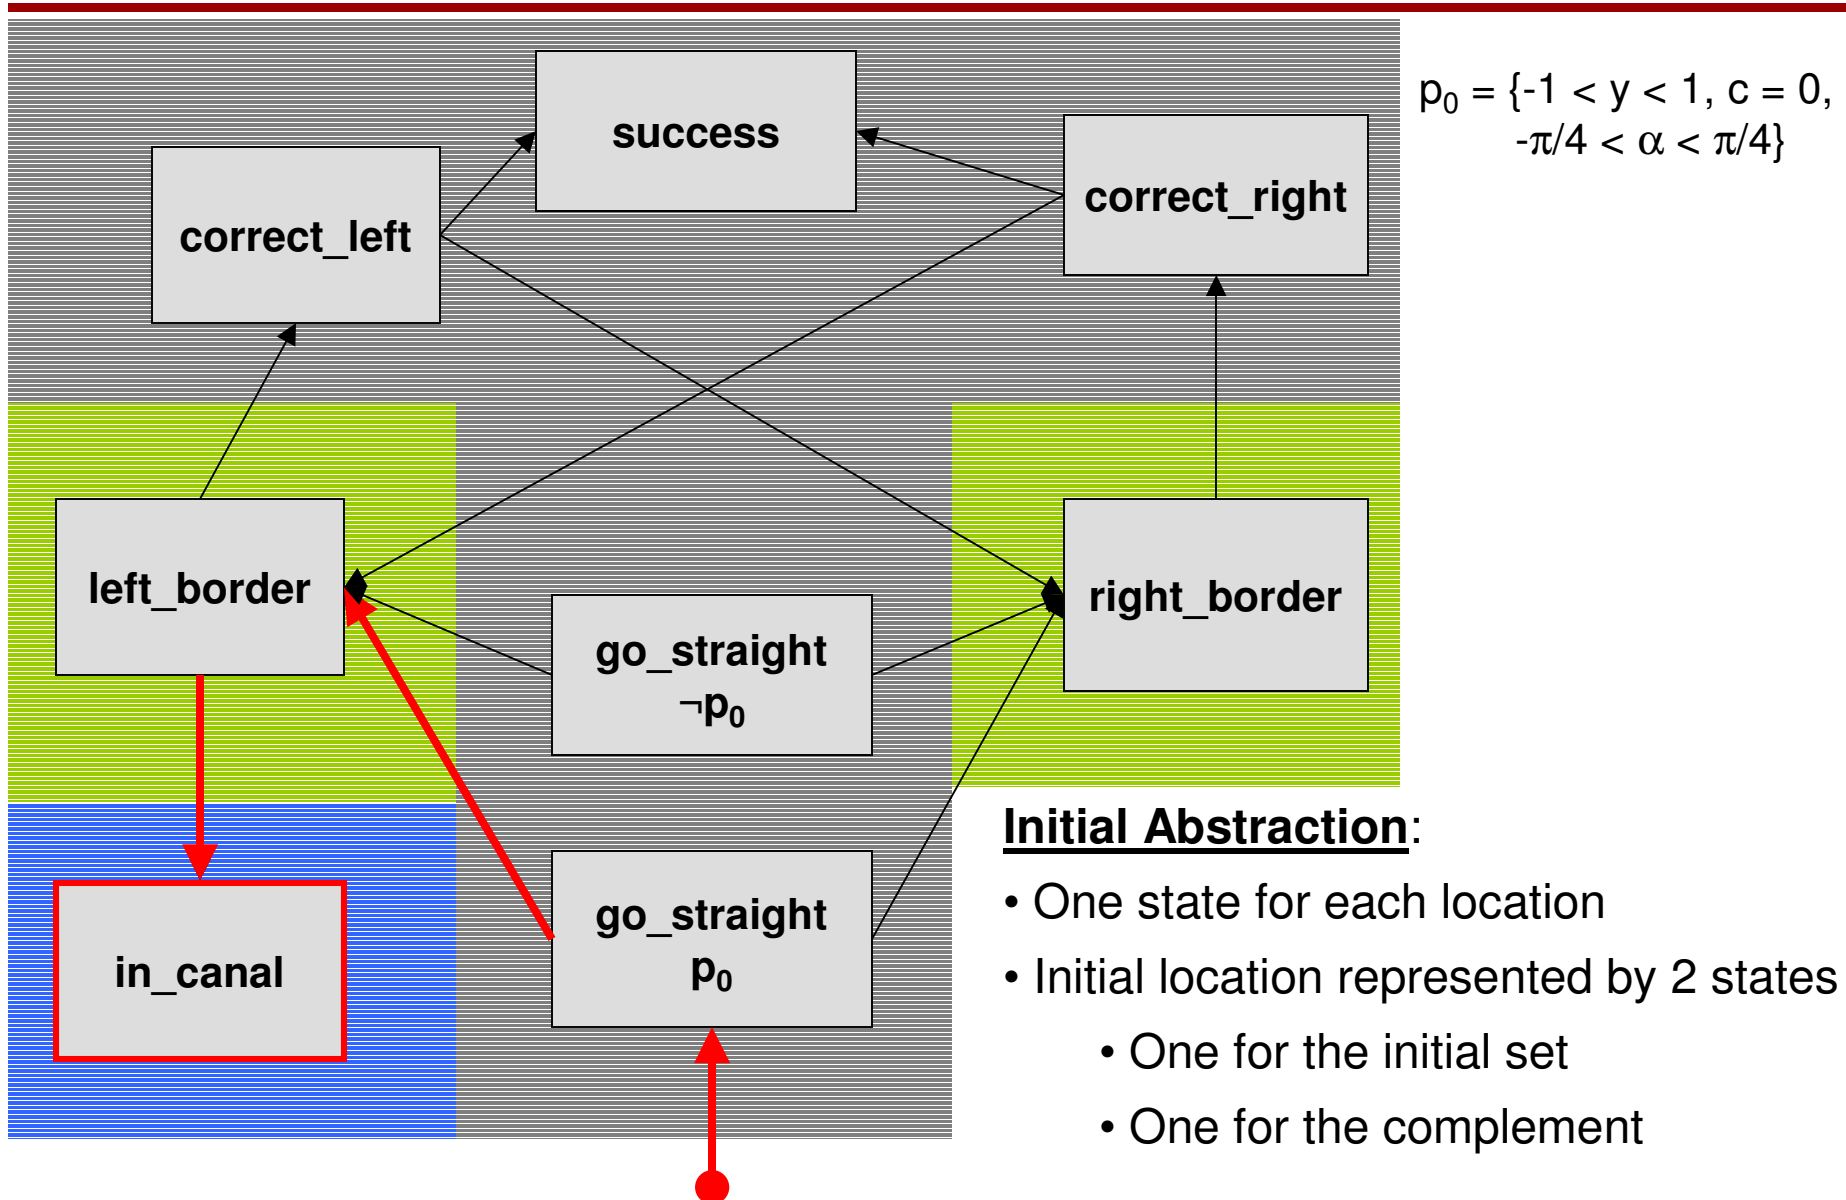 p₀ = {-1 < y < 1, c = 0,
-π/4 < α < π/4}
success
correct_right
correct_left
left_border
right_border
go_straight
¬p₀
go_straight
p₀
in_canal
Initial Abstraction:
• One state for each location
• Initial location represented by 2 states
• One for the initial set
• One for the complement